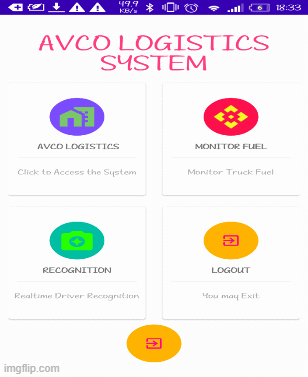 49.9
KB/s
8
18:33
AVCO LOGISTICS
SYSTEM
AVCO LOGISTICS
Click to Access the System
MONITOR FUEL
Monitor Truck Fuel
RECOGNITION
Realtime Driver Recognition
LOGOUT
You may Exit
imgflip.com